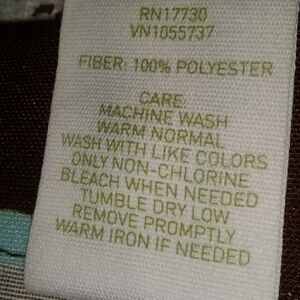 RN17730
VN1055737
FIBER: 100% POLYESTER
CARE:
MACHINE WASH
WARM NORMAL
WASH WITH LIKE COLORS
ONLY NON-CHLORINE
BLEACH WHEN NEEDED
TUMBLE DRY LOW
REMOVE PROMPTLY
WARM IRON IF NEEDED